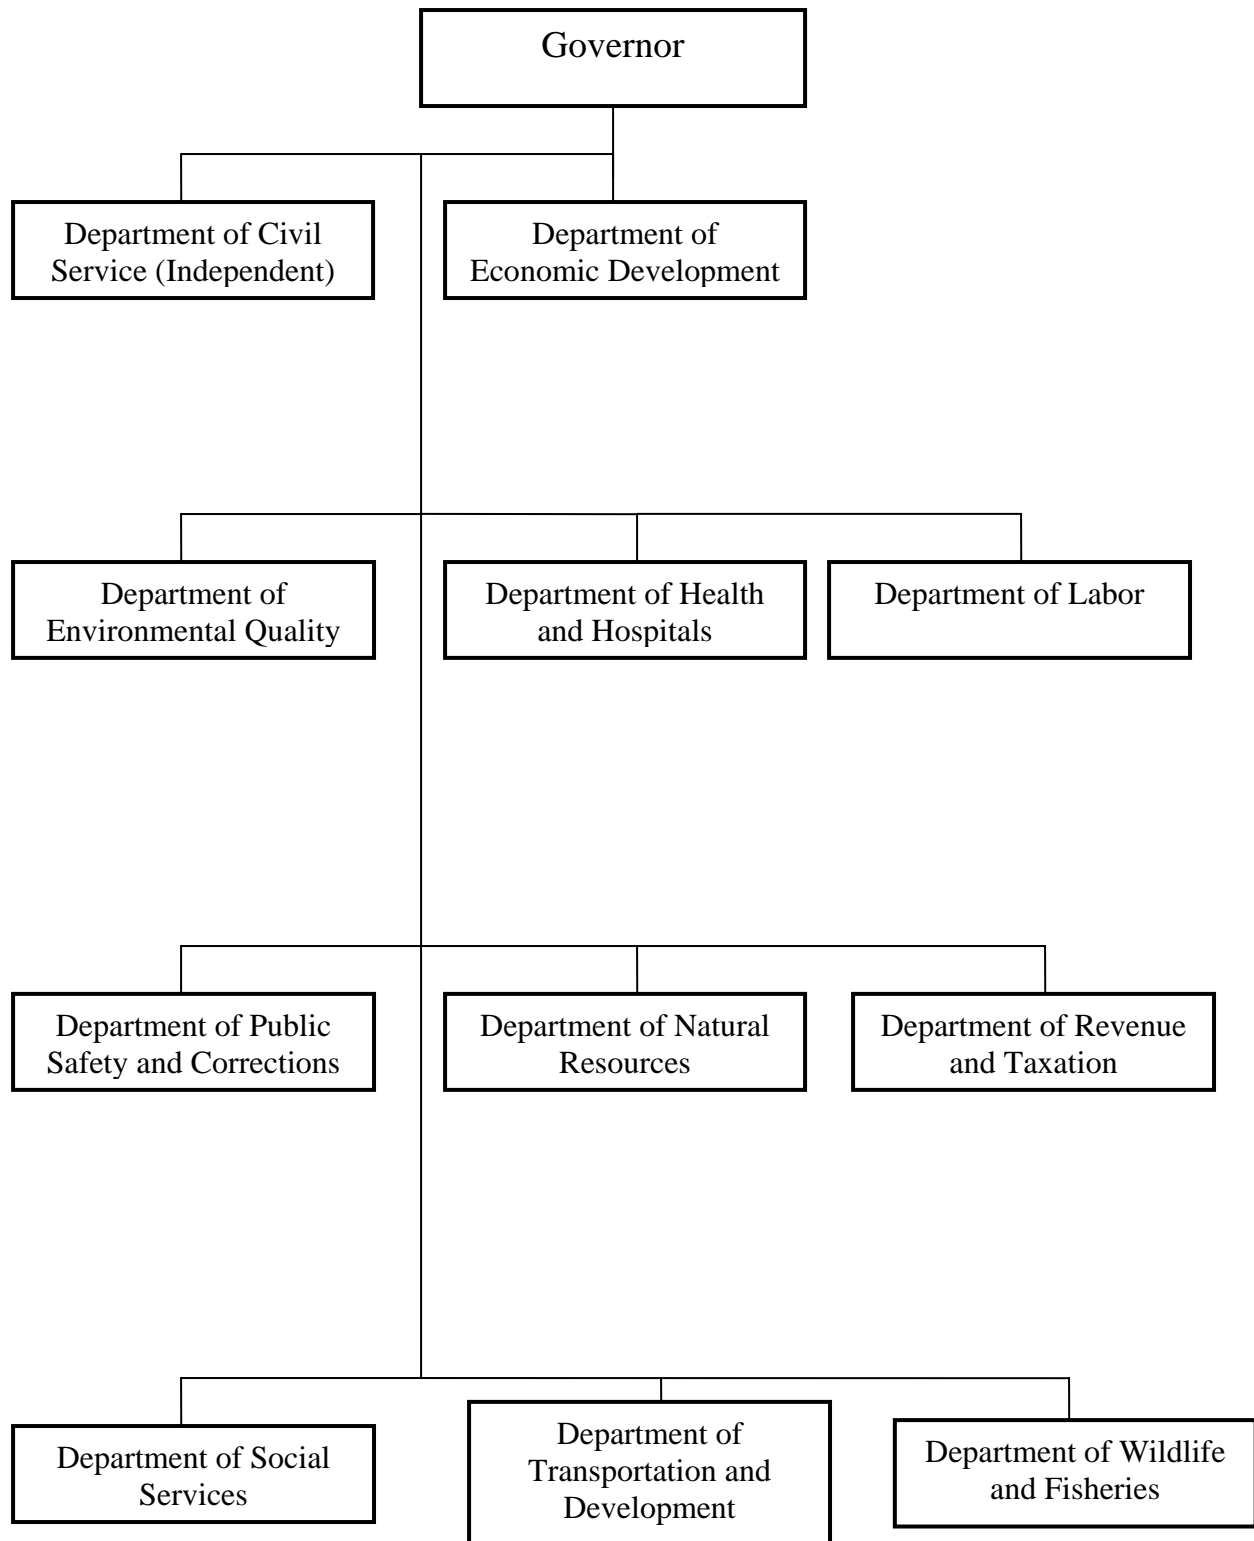 Governor
Department of Civil
Service (Independent)
Department of
Economic Development
Department of
Environmental Quality
Department of Health
and Hospitals
Department of Labor
Department of Public
Safety and Corrections
Department of Natural
Resources
Department of Revenue
and Taxation
Department of Social
Services
Department of
Transportation and
Development
Department of Wildlife
and Fisheries